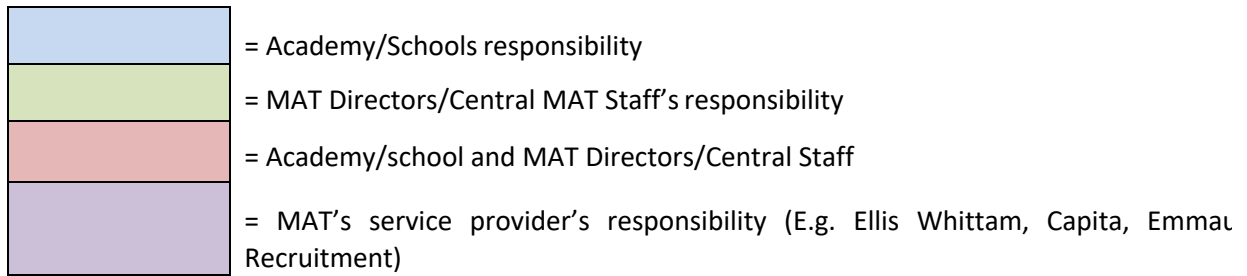 = Academy/Schools responsibility
= MAT Directors/Central MAT Staff’s responsibility
= Academy/school and MAT Directors/Central Staff
= MAT’s service provider’s responsibility (E.g. Ellis Whittam, Capita,
Recruitment)